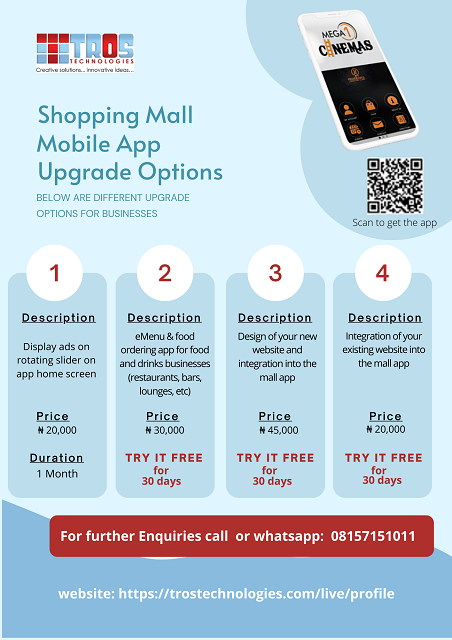 TROS
TECHNOLOGIES
Creative solutions... innovative ideas...
MEGA 1
CINEMAS
Shopping Mall
Mobile App
Upgrade Options
BELOW ARE DIFFERENT UPGRADE
OPTIONS FOR BUSINESSES
Scan to get the app
1
Description
Display ads on
rotating slider on
app home screen
Price
₦ 20,000
Duration
1 Month
2
Description
eMenu & food
ordering app for food
and drinks businesses
(restaurants, bars,
lounges, etc)
Price
₦ 30,000
TRY IT FREE
for
30 days
3
Description
Design of your new
website and
integration into the
mall app
Price
₦ 45,000
TRY IT FREE
for
30 days
4
Description
Integration of your
existing website into
the mall app
Price
₦ 20,000
TRY IT FREE
for
30 days
For further Enquiries call or whatsapp: 08157151011
website: https://trostechnologies.com/live/profile